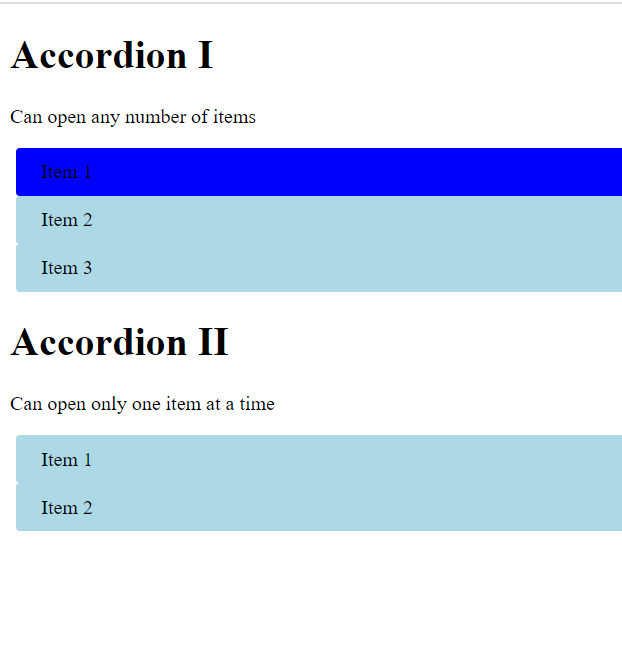 Accordion I
Can open any number of items
Item 1
Item 2
Item 3
Accordion II
Can open only one item at a time
Item 1
Item 2